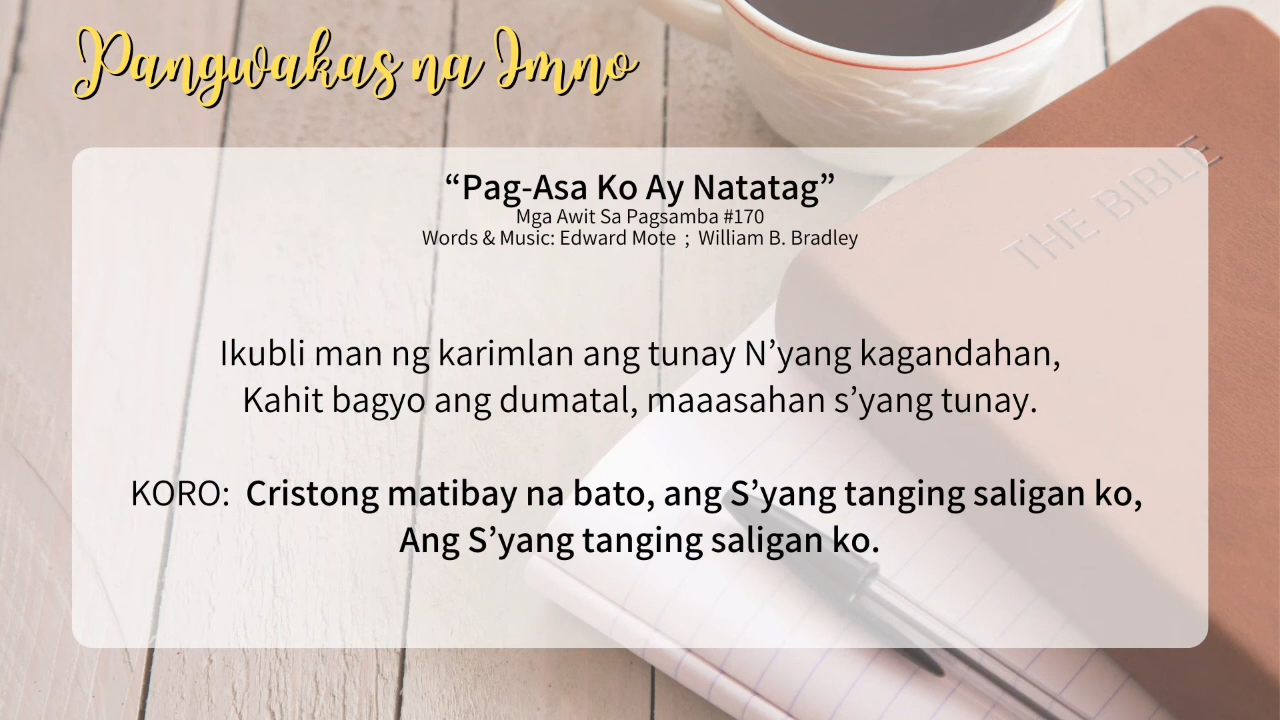 Pangwakas na Imno
“Pag-Asa Ko Ay Natatag”
Mga Awit Sa Pagsamba #170
Words & Music: Edward Mote ; William B. Bradley
THE BIBLE
Ikubli man ng karimlan ang tunay N’yang kagandahan,
Kahit bagyo ang dumatal, maaasahan s’yang tunay.
KORO: Cristong matibay na bato, ang S’yang tanging saligan ko,
Ang S’yang tanging saligan ko.